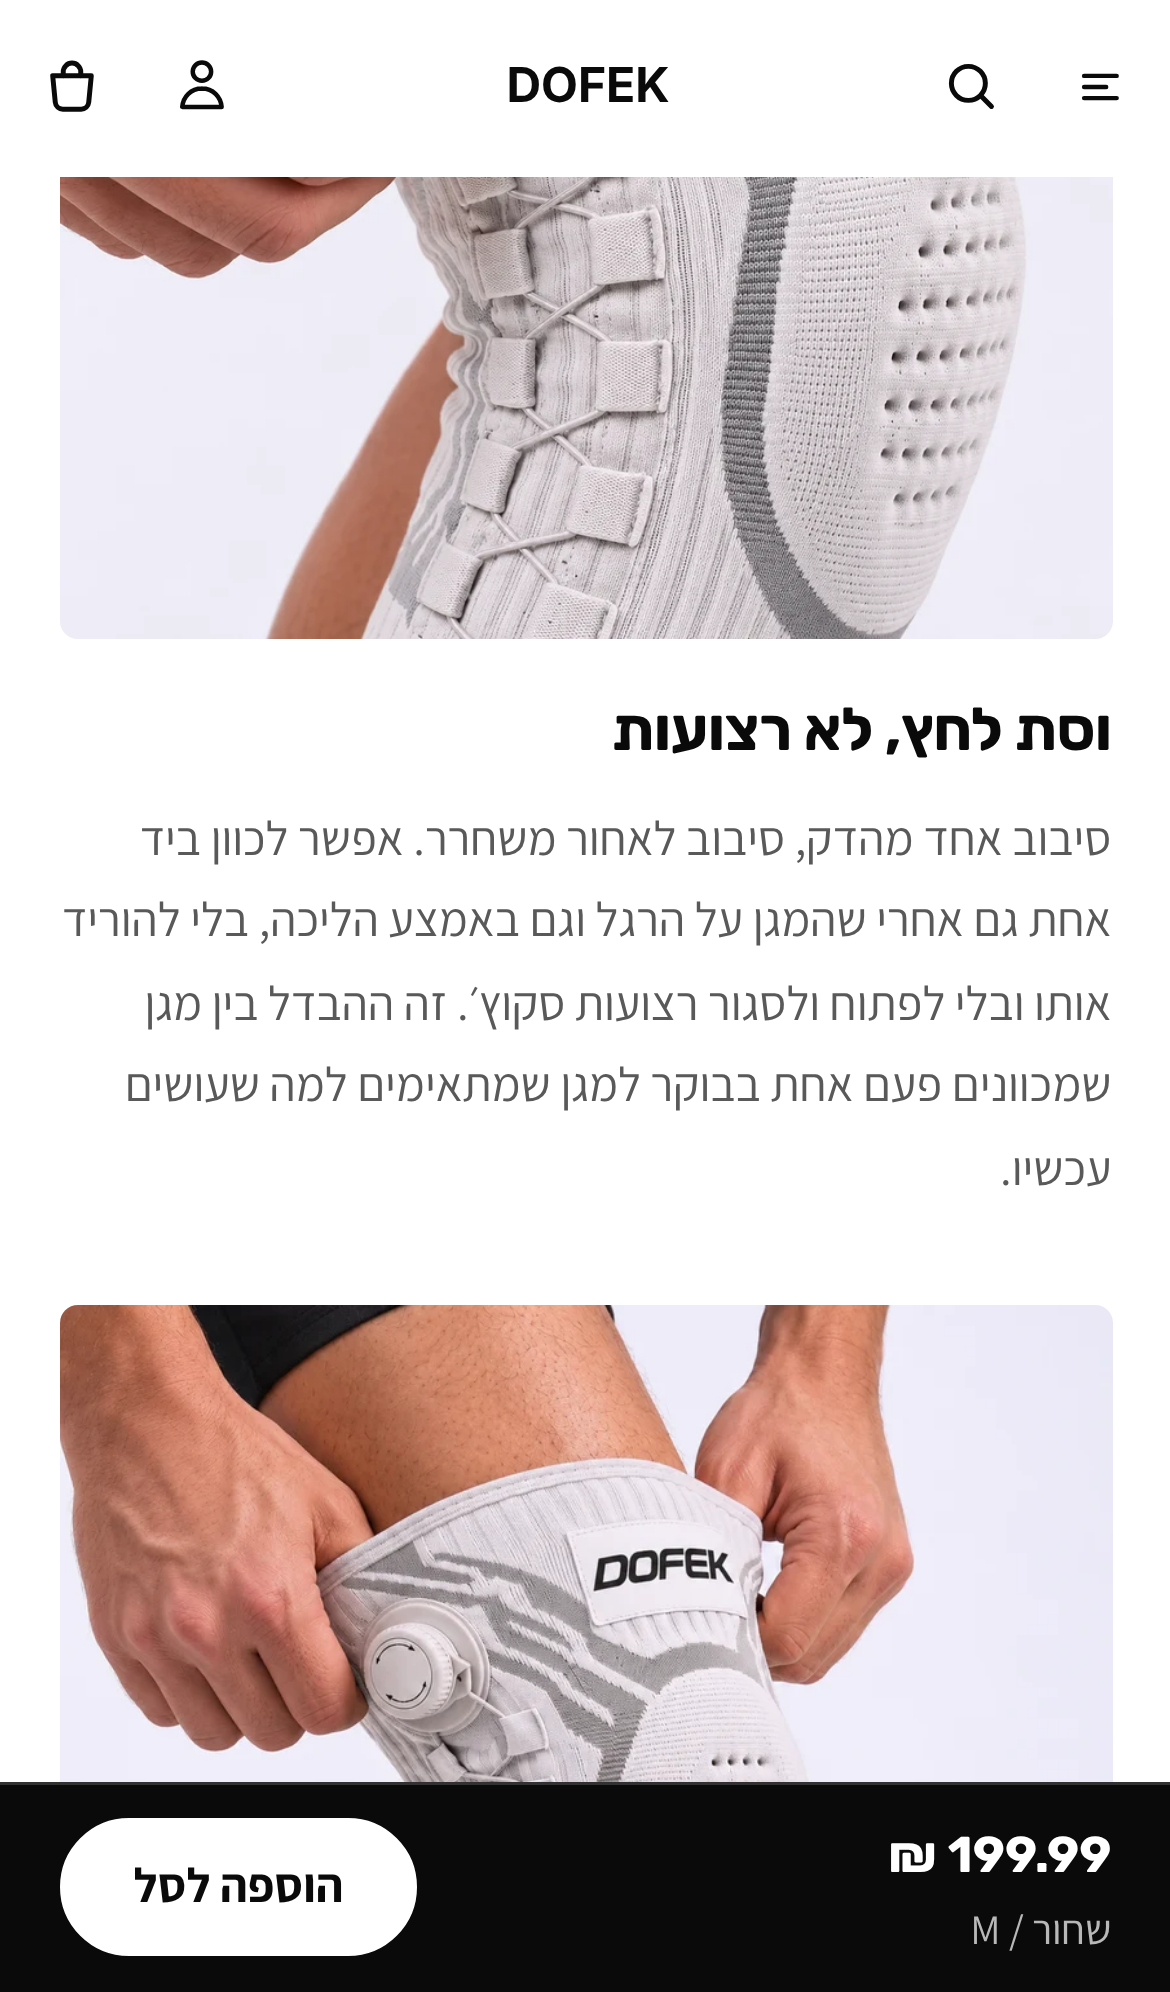 DOFEK
וסת לחץ, לא רצועות
סיבוב אחד מהדק, סיבוב לאחור משחרר. אפשר לכוון ביד
אחת גם אחרי שהמגן על הרגל וגם באמצע הליכה, בלי להוריד
אותו ובלי לפתוח ולסגור רצועות סקוץ׳. זה ההבדל בין מגן
שמכוונים פעם אחת בבוקר למגן שמתאימים למה שעושים
עכשיו.
DOFEK
199.99 ₪
שחור / M
הוספה לסל